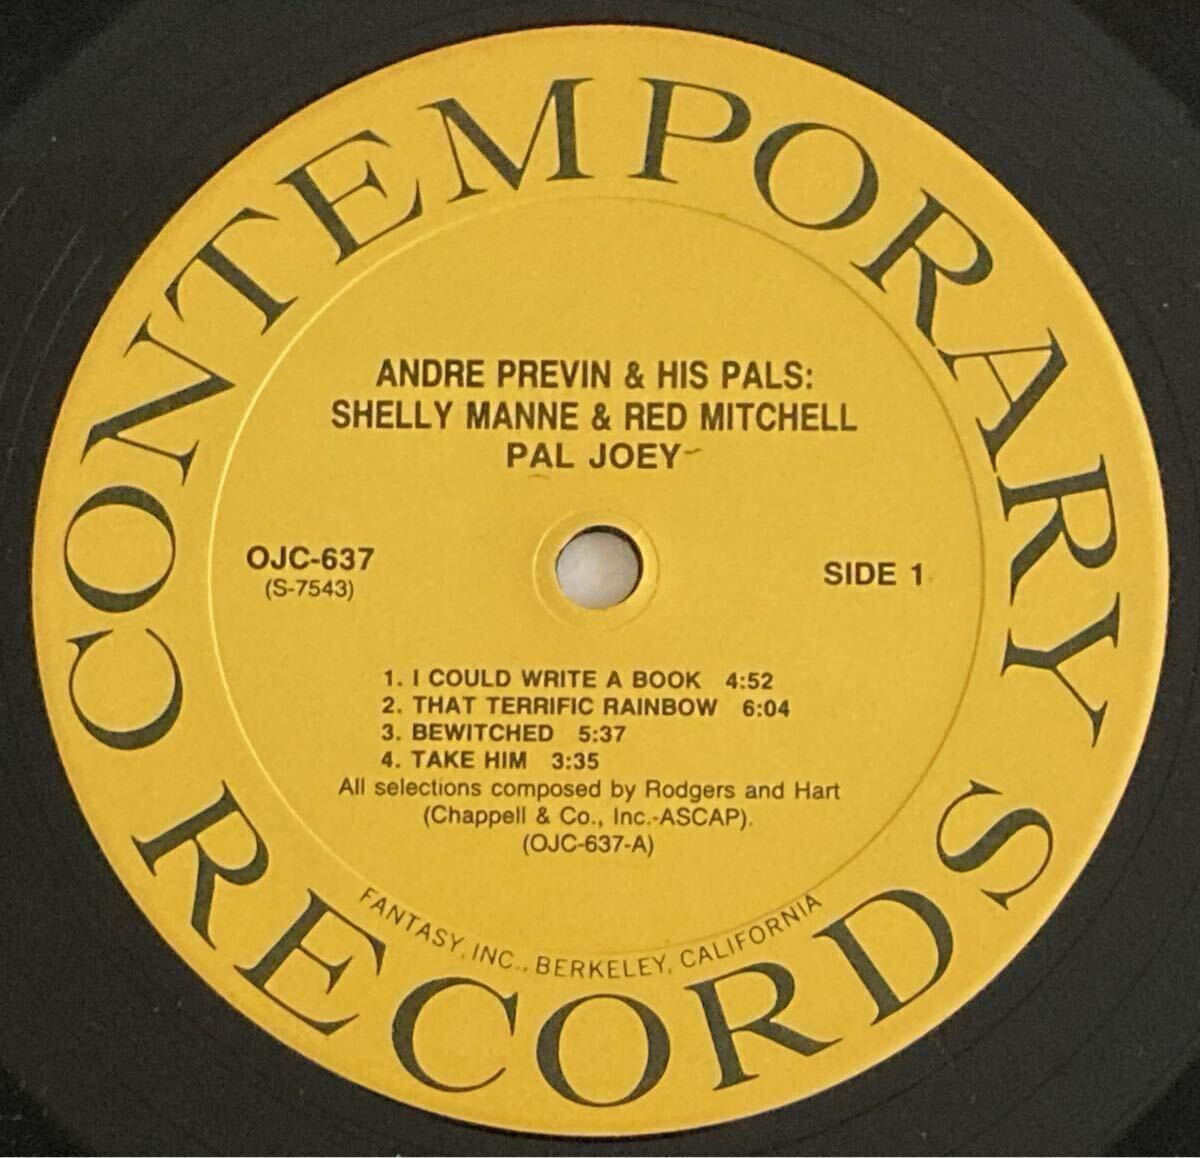 CONTEMPORARY
ANDRE PREVIN & HIS PALS:
SHELLY MANNE & RED MITCHELL
PAL JOEY
OJC-637
(S-7543)
SIDE 1
1. I COULD WRITE A BOOK 4:52
2. THAT TERRIFIC RAINBOW 6:04
3. BEWITCHED 5:37
4. TAKE HIM 3:35
All selections composed by Rodgers and Hart
(Chappell & Co., Inc.-ASCAP).
(OJC-637-A)
FANTASY, INC., BERKELEY, CALIFORNIA
RECORDS